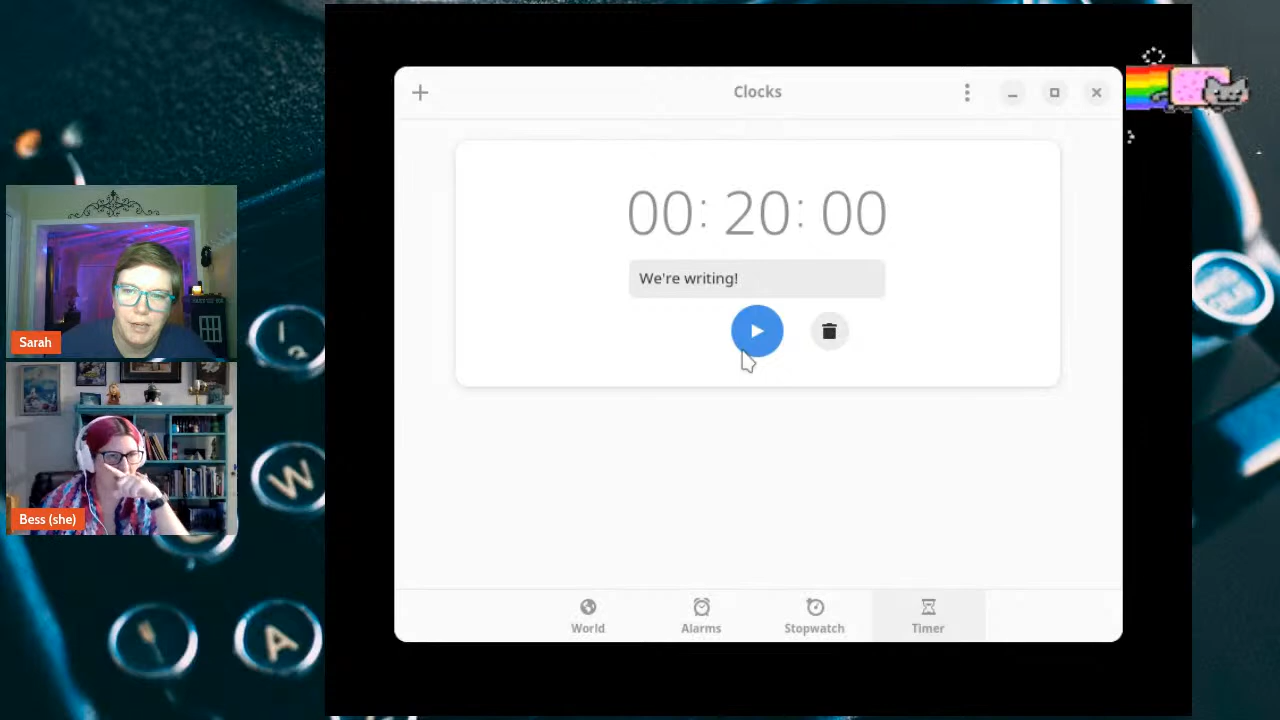 Clocks
00: 20: 00
We're writing!
World
Alarms
Stopwatch
Timer
Sarah
Bess (she)
W
A